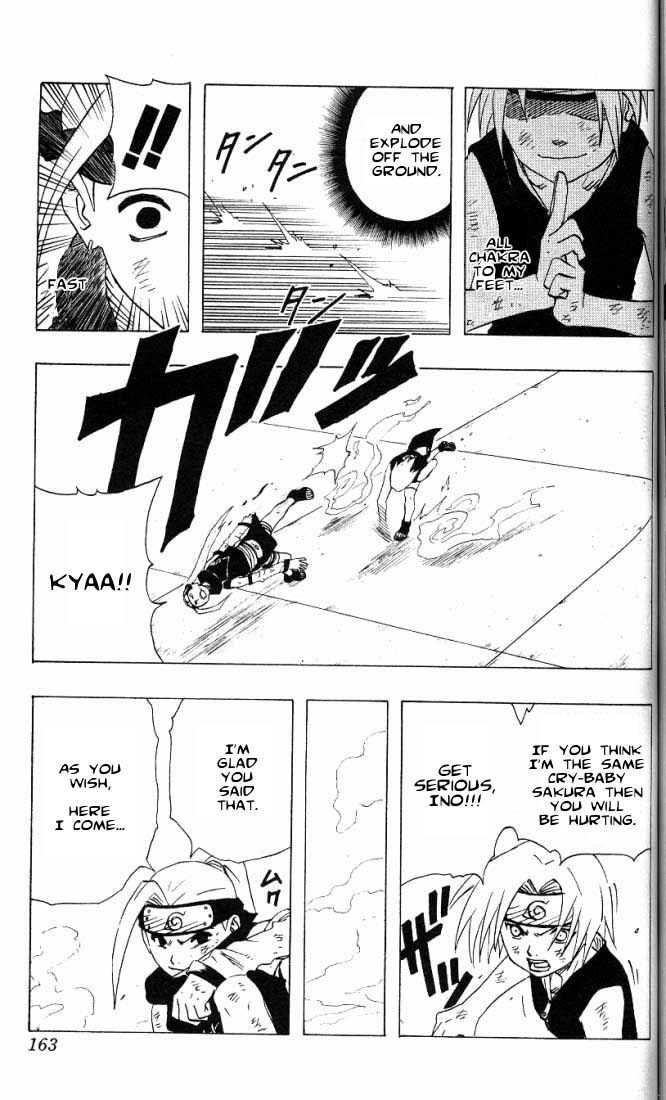 ALL
CHAKRA
TO MY
FEET...
AND
EXPLODE
OFF THE
GROUND.
タン
タン
タン
!!
FAST
ガッ
KYAA!!
IF YOU THINK
I'M THE SAME
CRY-BABY
SAKURA THEN
YOU WILL
BE HURTING.
GET
SERIOUS,
INO!!!
ザザ
I'M
GLAD
YOU
SAID
THAT.
AS YOU
WISH,
HERE
I COME...
ムク
163